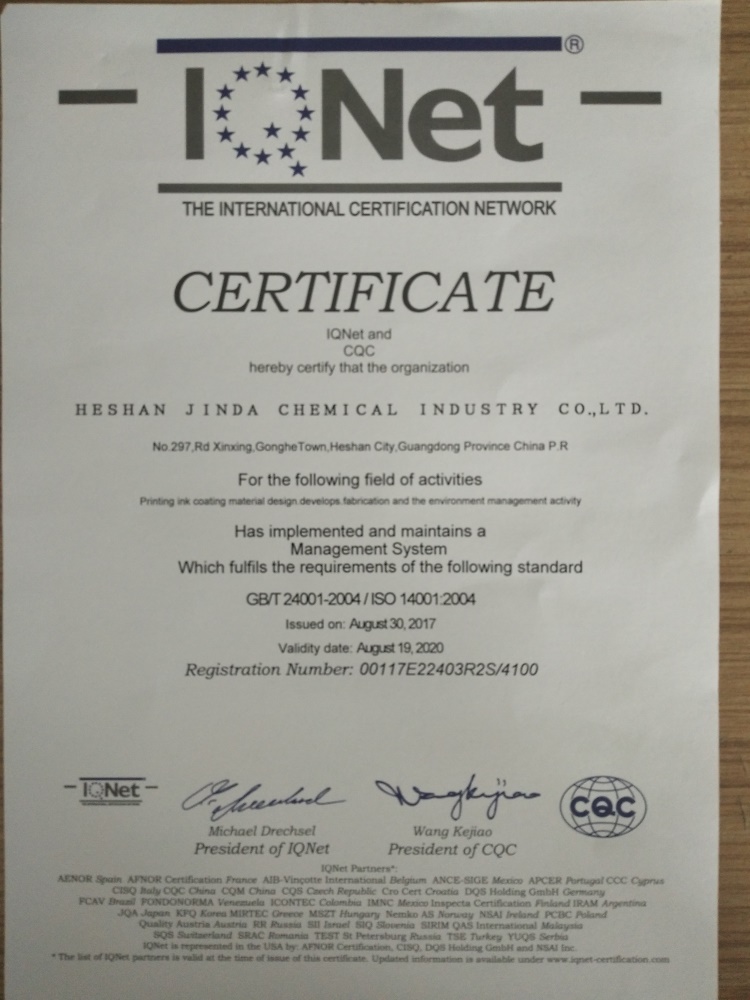 IQNet®
THE INTERNATIONAL CERTIFICATION NETWORK
CERTIFICATE
IQNet and
CQC
hereby certify that the organization
HESHAN JINDA CHEMICAL INDUSTRY CO.,LTD.
No.297,Rd Xinxing,GongheTown,Heshan City,Guangdong Province China P.R
For the following field of activities
Printing ink coating material design.develops.fabrication and the environment management activity
Has implemented and maintains a
Management System
Which fulfils the requirements of the following standard
GB/T 24001-2004 / ISO 14001:2004
Issued on: August 30, 2017
Validity date: August 19, 2020
Registration Number: 00117E22403R2S/4100
IQNet
CQC
Michael Drechsel Wang Kejiao
President of IQNet President of CQC
IQNet Partners*:
AENOR Spain AFNOR Certification France AIB-Vinçotte International Belgium ANCE-SIGE Mexico APCER Portugal CCC Cyprus
CISQ Italy CQC China CQM China CQS Czech Republic Cro Cert Croatia DQS Holding GmbH Germany
FCAV Brazil FONDONORMA Venezuela ICONTEC Colombia IMNC Mexico Inspecta Certification Finland IRAM Argentina
JQA Japan KFQ Korea MIRTEC Greece MSZT Hungary Nemko AS Norway NSAI Ireland PCBC Poland
Quality Austria Austria RR Russia SII Israel SIQ Slovenia SIRIM QAS International Malaysia
SQS Switzerland SRAC Romania TEST St Petersburg Russia TSE Turkey YUQS Serbia
IQNet is represented in the USA by: AFNOR Certification, CISQ, DQS Holding GmbH and NSAI Inc.
* The list of IQNet partners is valid at the time of issue of this certificate. Updated information is available under www.iqnet-certification.com